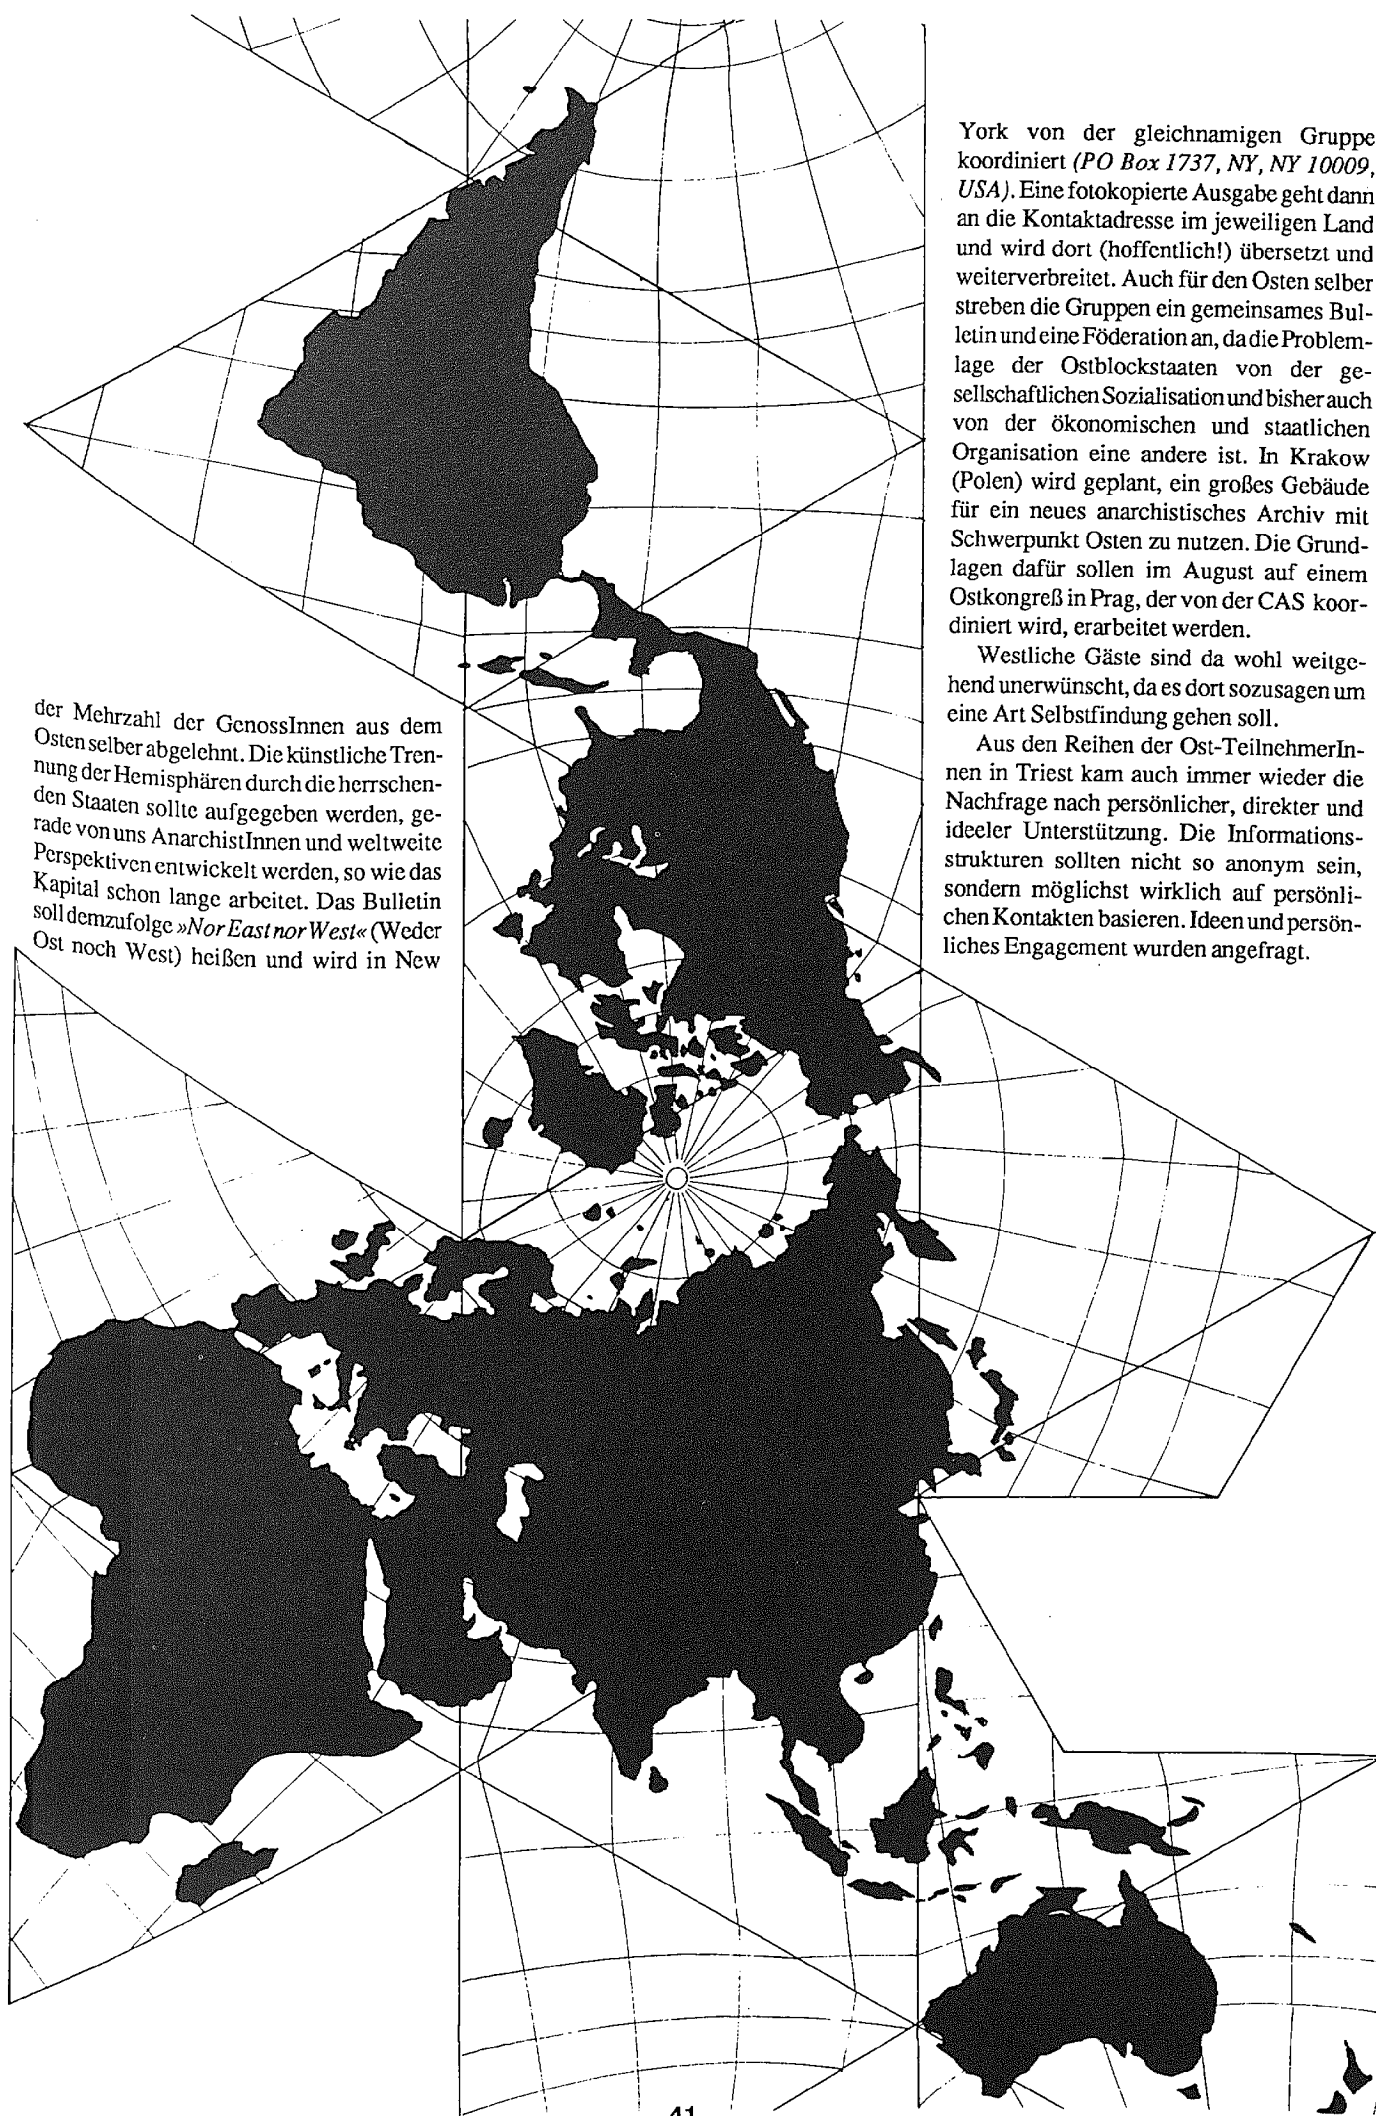 der Mehrzahl der GenossInnen aus dem
Osten selber abgelehnt. Die künstliche Tren-
nung der Hemisphären durch die herrschen-
den Staaten sollte aufgegeben werden, ge-
rade von uns AnarchistInnen und weltweite
Perspektiven entwickelt werden, so wie das
Kapital schon lange arbeitet. Das Bulletin
soll demzufolge »Nor East nor West« (Weder
Ost noch West) heißen und wird in New
York von der gleichnamigen Gruppe
koordiniert (PO Box 1737, NY, NY 10009,
USA). Eine fotokopierte Ausgabe geht dann
an die Kontaktadresse im jeweiligen Land
und wird dort (hoffentlich!) übersetzt und
weiterverbreitet. Auch für den Osten selber
streben die Gruppen ein gemeinsames Bul-
letin und eine Föderation an, da die Problem-
lage der Ostblockstaaten von der ge-
sellschaftlichen Sozialisation und bisher auch
von der ökonomischen und staatlichen
Organisation eine andere ist. In Krakow
(Polen) wird geplant, ein großes Gebäude
für ein neues anarchistisches Archiv mit
Schwerpunkt Osten zu nutzen. Die Grund-
lagen dafür sollen im August auf einem
Ostkongreß in Prag, der von der CAS koor-
diniert wird, erarbeitet werden.
Westliche Gäste sind da wohl weitge-
hend unerwünscht, da es dort sozusagen um
eine Art Selbstfindung gehen soll.
Aus den Reihen der Ost-TeilnehmerIn-
nen in Triest kam auch immer wieder die
Nachfrage nach persönlicher, direkter und
ideeler Unterstützung. Die Informations-
strukturen sollten nicht so anonym sein,
sondern möglichst wirklich auf persönli-
chen Kontakten basieren. Ideen und persön-
liches Engagement wurden angefragt.
41